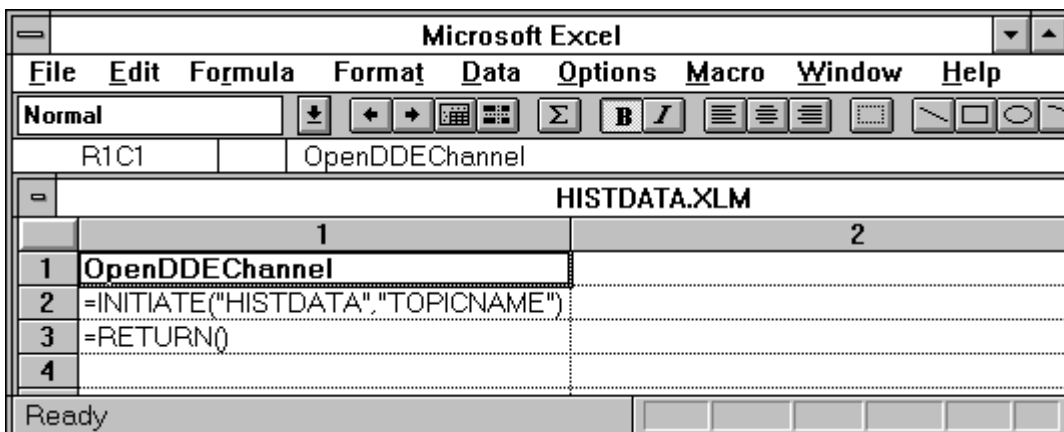 Microsoft Excel
File Edit Formula Format Data Options Macro Window Help
Normal Σ B I
R1C1 OpenDDEChannel
HISTDATA.XLM
1 2
1 OpenDDEChannel
2 =INITIATE("HISTDATA","TOPICNAME")
3 =RETURN()
4
Ready